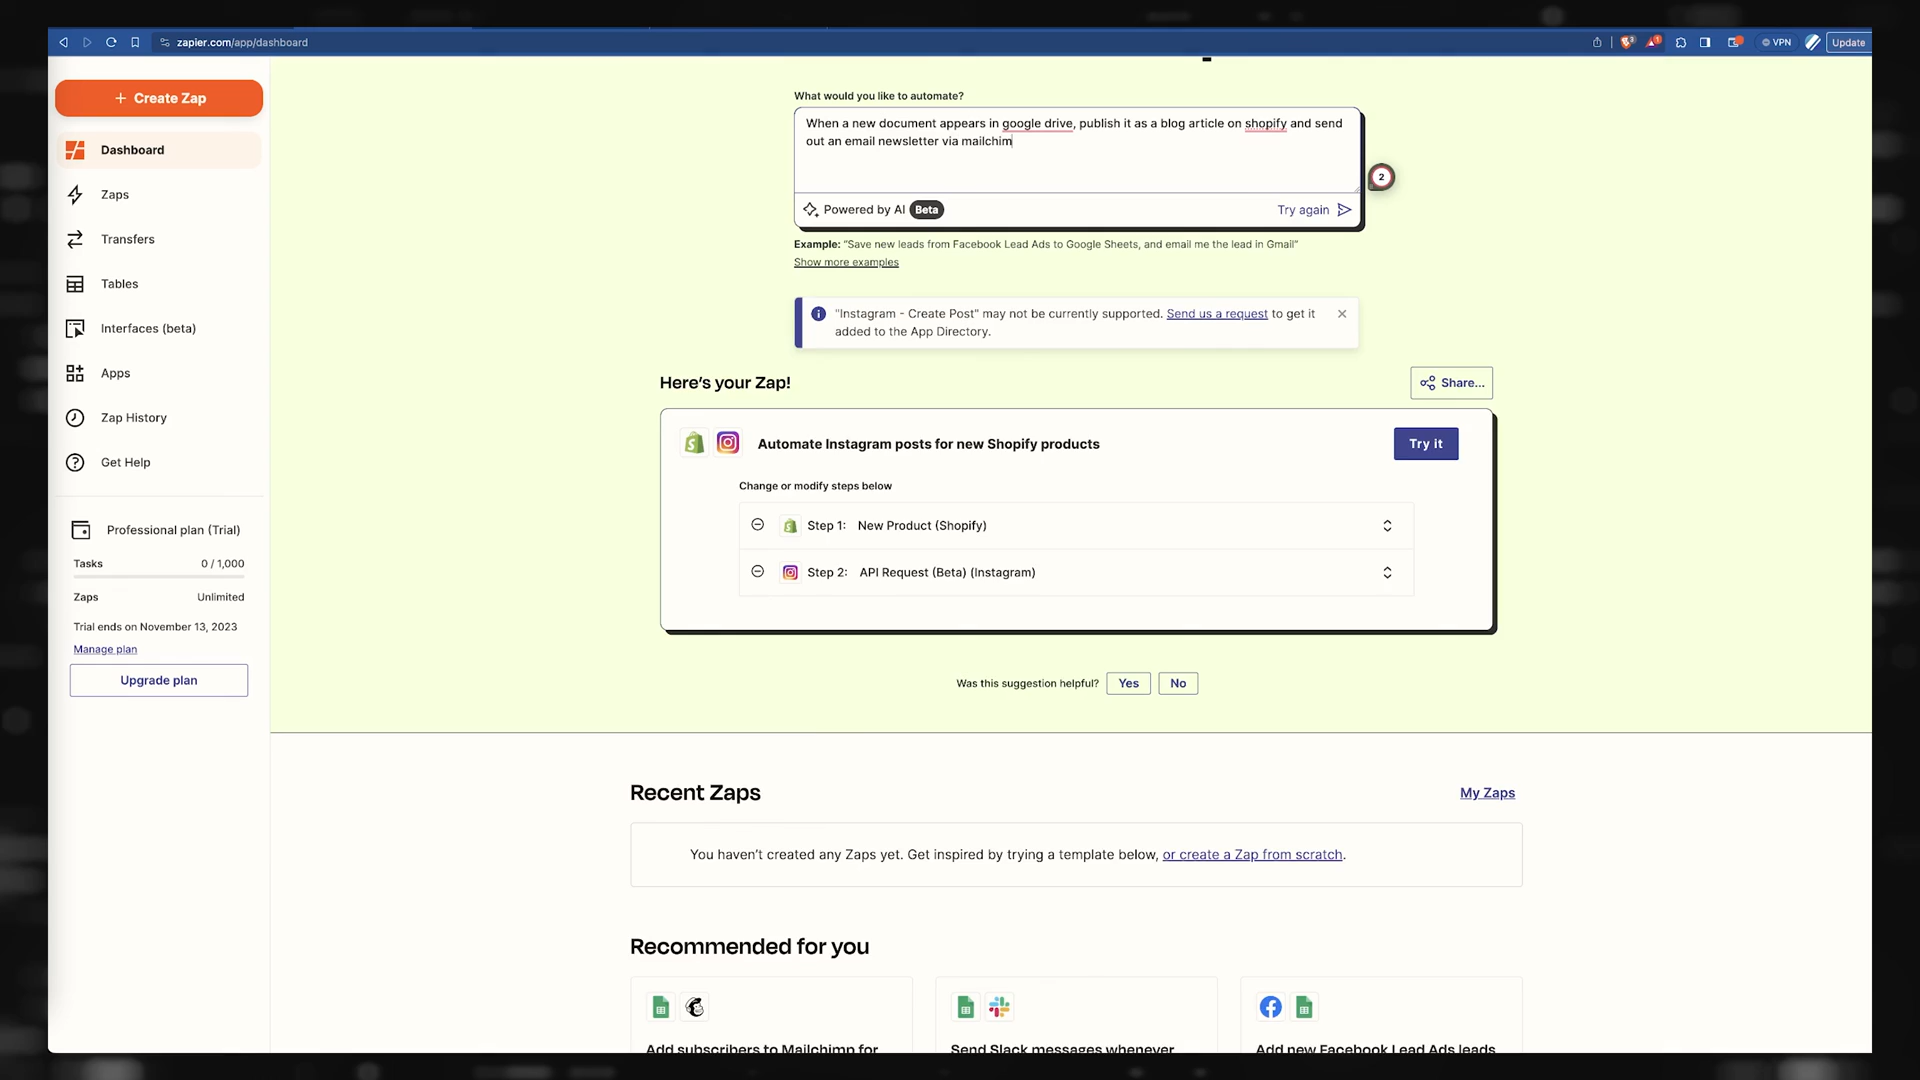 zapier.com/app/dashboard
VPN
Update
+ Create Zap
Dashboard
Zaps
Transfers
Tables
Interfaces (beta)
Apps
Zap History
Get Help
Professional plan (Trial)
Tasks 0 / 1,000
Zaps Unlimited
Trial ends on November 13, 2023
Manage plan
Upgrade plan
What would you like to automate?
When a new document appears in google drive, publish it as a blog article on shopify and send
out an email newsletter via mailchim
2
Powered by AI Beta
Try again
Example: “Save new leads from Facebook Lead Ads to Google Sheets, and email me the lead in Gmail”
Show more examples
"Instagram - Create Post" may not be currently supported. Send us a request to get it
added to the App Directory.
Here’s your Zap!
Share...
Automate Instagram posts for new Shopify products
Try it
Change or modify steps below
Step 1: New Product (Shopify)
Step 2: API Request (Beta) (Instagram)
Was this suggestion helpful? Yes No
Recent Zaps
My Zaps
You haven’t created any Zaps yet. Get inspired by trying a template below, or create a Zap from scratch.
Recommended for you
Add subscribers to Mailchimp for
Send Slack messages whenever
Add new Facebook Lead Ads leads